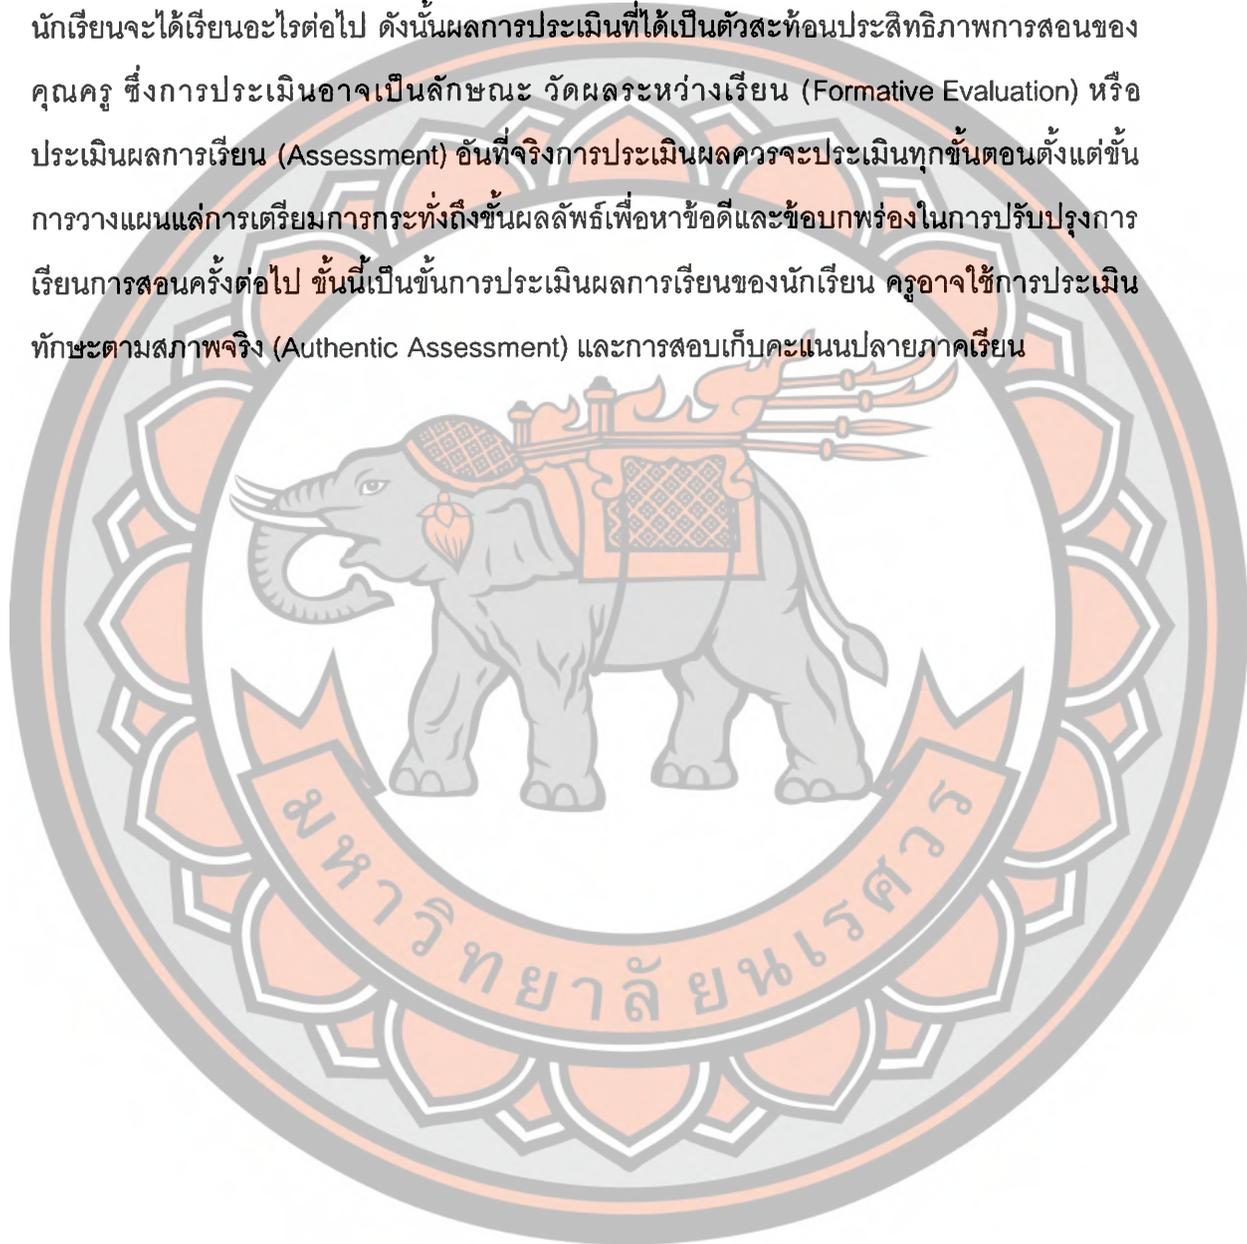 นักเรียนจะได้เรียนอะไรต่อไป ดังนั้นผลการประเมินที่ได้เป็นตัวสะท้อนประสิทธิภาพการสอนของ
คุณครู ซึ่งการประเมินอาจเป็นลักษณะ วัดผลระหว่างเรียน (Formative Evaluation) หรือ
ประเมินผลการเรียน (Assessment) อันที่จริงการประเมินผลควรจะประเมินทุกขั้นตอนตั้งแต่ขั้น
การวางแผนแล่การเตรียมการกระทั่งถึงขั้นผลลัพธ์เพื่อหาข้อดีและข้อบกพร่องในการปรับปรุงการ
เรียนการสอนครั้งต่อไป ขั้นนี้เป็นขั้นการประเมินผลการเรียนของนักเรียน ครูอาจใช้การประเมิน
ทักษะตามสภาพจริง (Authentic Assessment) และการสอบเก็บคะแนนปลายภาคเรียน
มหาวิทยาลัยนเรศวร